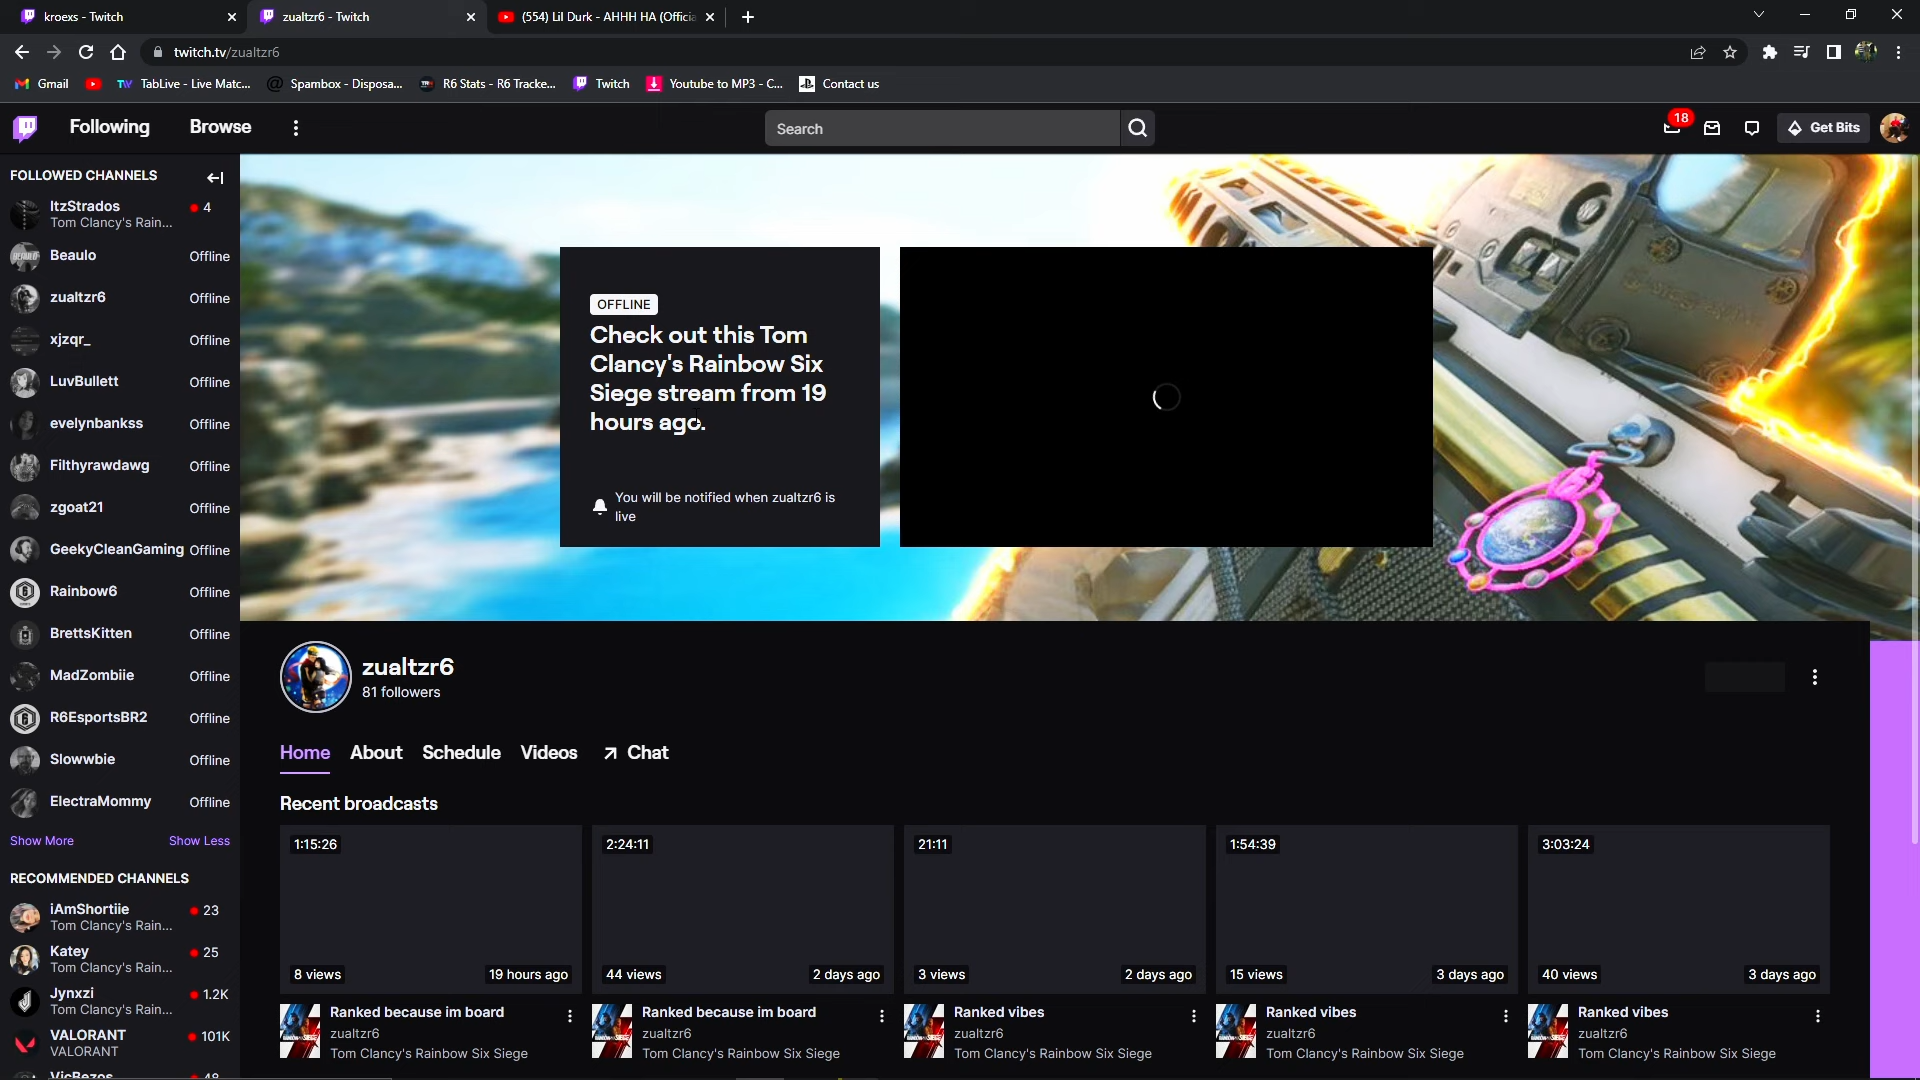 kroexs - Twitch
zualtzr6 - Twitch
(554) Lil Durk - AHHH HA (Officia
twitch.tv/zualtzr6
Gmail
TabLive - Live Matc...
Spambox - Disposa...
R6 Stats - R6 Tracke...
Twitch
Youtube to MP3 - C...
Contact us
Following
Browse
Search
18
Get Bits
FOLLOWED CHANNELS
ItzStrados
4
Tom Clancy's Rain...
Beaulo Offline
zualtzr6 Offline
xjzqr_ Offline
LuvBullett Offline
evelynbankss Offline
Filthyrawdawg Offline
zgoat21 Offline
GeekyCleanGaming Offline
Rainbow6 Offline
BrettsKitten Offline
MadZombiie Offline
R6EsportsBR2 Offline
Slowwbie Offline
ElectraMommy Offline
Show More Show Less
RECOMMENDED CHANNELS
iAmShortiie 23
Tom Clancy's Rain...
Katey 25
Tom Clancy's Rain...
Jynxzi 1.2K
Tom Clancy's Rain...
VALORANT 101K
VALORANT
VicBezos 48
OFFLINE
Check out this Tom
Clancy's Rainbow Six
Siege stream from 19
hours ago.
You will be notified when zualtzr6 is
live
zualtzr6
81 followers
Home About Schedule Videos Chat
Recent broadcasts
1:15:26
8 views 19 hours ago
Ranked because im board
zualtzr6
Tom Clancy's Rainbow Six Siege
2:24:11
44 views 2 days ago
Ranked because im board
zualtzr6
Tom Clancy's Rainbow Six Siege
21:11
3 views 2 days ago
Ranked vibes
zualtzr6
Tom Clancy's Rainbow Six Siege
1:54:39
15 views 3 days ago
Ranked vibes
zualtzr6
Tom Clancy's Rainbow Six Siege
3:03:24
40 views 3 days ago
Ranked vibes
zualtzr6
Tom Clancy's Rainbow Six Siege